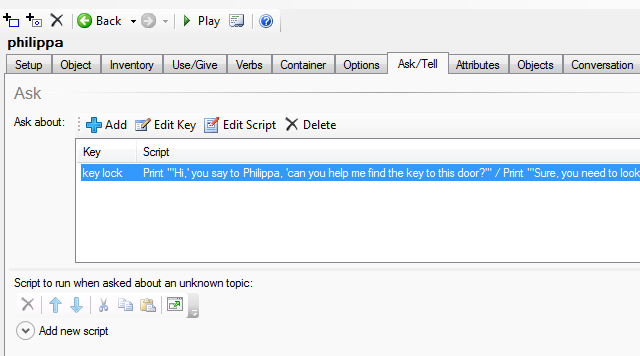 Back Play
philippa
Setup Object Inventory Use/Give Verbs Container Options Ask/Tell Attributes Objects Conversation
Ask
Ask about: Add Edit Key Edit Script Delete
Key Script
key lock Print "'Hi,' you say to Philippa, 'can you help me find the key to this door?'" / Print "'Sure, you need to look
Script to run when asked about an unknown topic:
Add new script